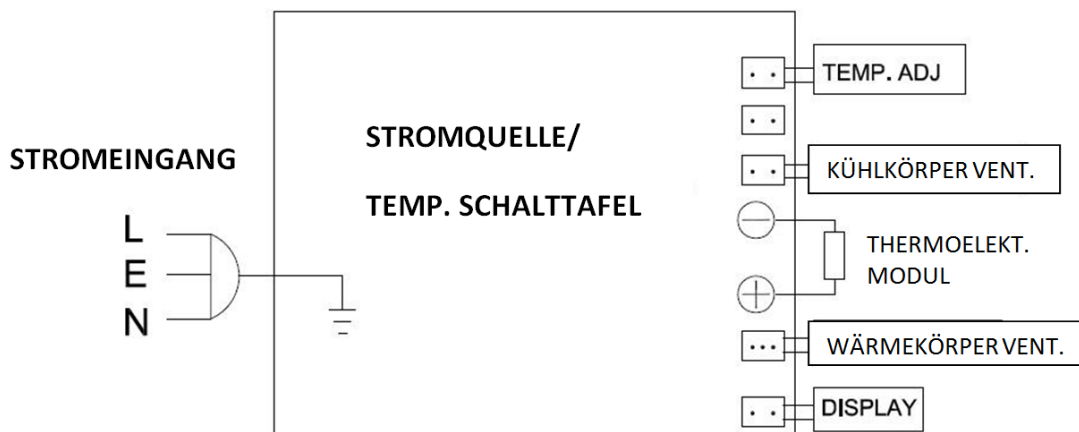 STROMEINGANG
L
E
N
STROMQUELLE/
TEMP. SCHALTTAFEL
TEMP. ADJ
KÜHLKÖRPER VENT.
THERMOELEKT.
MODUL
WÄRMEKÖRPER VENT.
DISPLAY